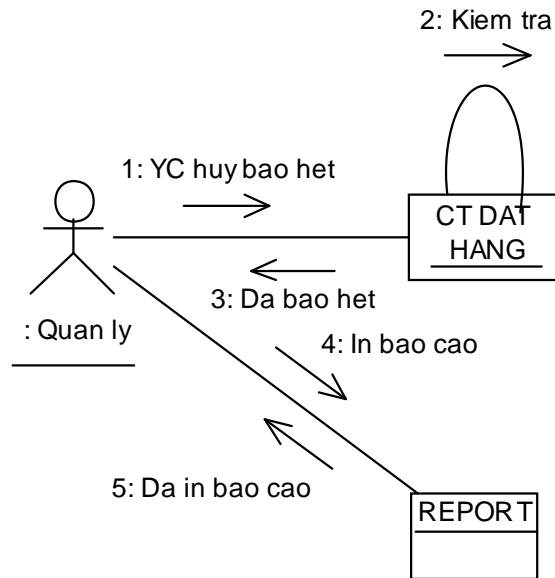 2: Kiem tra
1: YC huy bao het
CT DAT
HANG
3: Da bao het
: Quan ly
4: In bao cao
5: Da in bao cao
REPORT